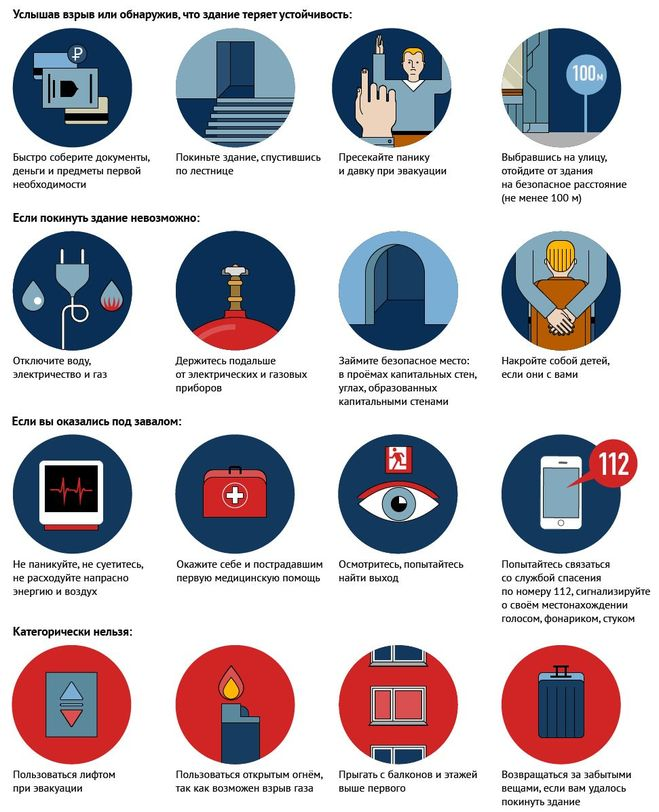 Услышав взрыв или обнаружив, что здание теряет устойчивость:
₽
100м
Быстро соберите документы,
деньги и предметы первой
необходимости
Покиньте здание, спустившись
по лестнице
Пресекайте панику
и давку при эвакуации
Выбравшись на улицу,
отойдите от здания
на безопасное расстояние
(не менее 100 м)
Если покинуть здание невозможно:
Отключите воду,
электричество и газ
Держитесь подальше
от электрических и газовых
приборов
Займите безопасное место:
в проёмах капитальных стен,
углах, образованных
капитальными стенами
Накройте собой детей,
если они с вами
Если вы оказались под завалом:
112
Не паникуйте, не суетитесь,
не расходуйте напрасно
энергию и воздух
Окажите себе и пострадавшим
первую медицинскую помощь
Осмотритесь, попытайтесь
найти выход
Попытайтесь связаться
со службой спасения
по номеру 112, сигнализируйте
о своём местонахождении
голосом, фонариком, стуком
Категорически нельзя:
Пользоваться лифтом
при эвакуации
Пользоваться открытым огнём,
так как возможен взрыв газа
Прыгать с балконов и этажей
выше первого
Возвращаться за забытыми
вещами, если вам удалось
покинуть здание